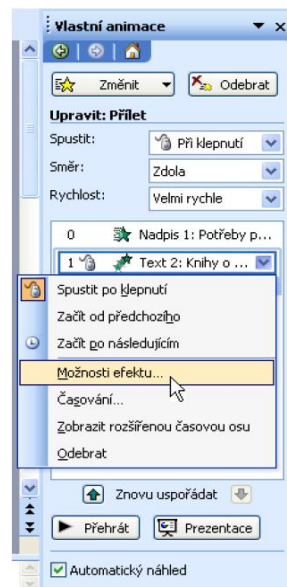 Vlastní animace
Změnit
Odebrat
Upravit: Přílet
Spustit:
Při klepnutí
Směr:
Zdola
Rychlost:
Velmi rychle
0 Nadpis 1: Potřeby p...
1 Text 2: Knihy o ...
Spustit po klepnutí
Začít od předchozího
Začít po následujícím
Možnosti efektu...
Časování...
Zobrazit rozšířenou časovou osu
Odebrat
Znovu uspořádat
Přehrát
Prezentace
Automatický náhled